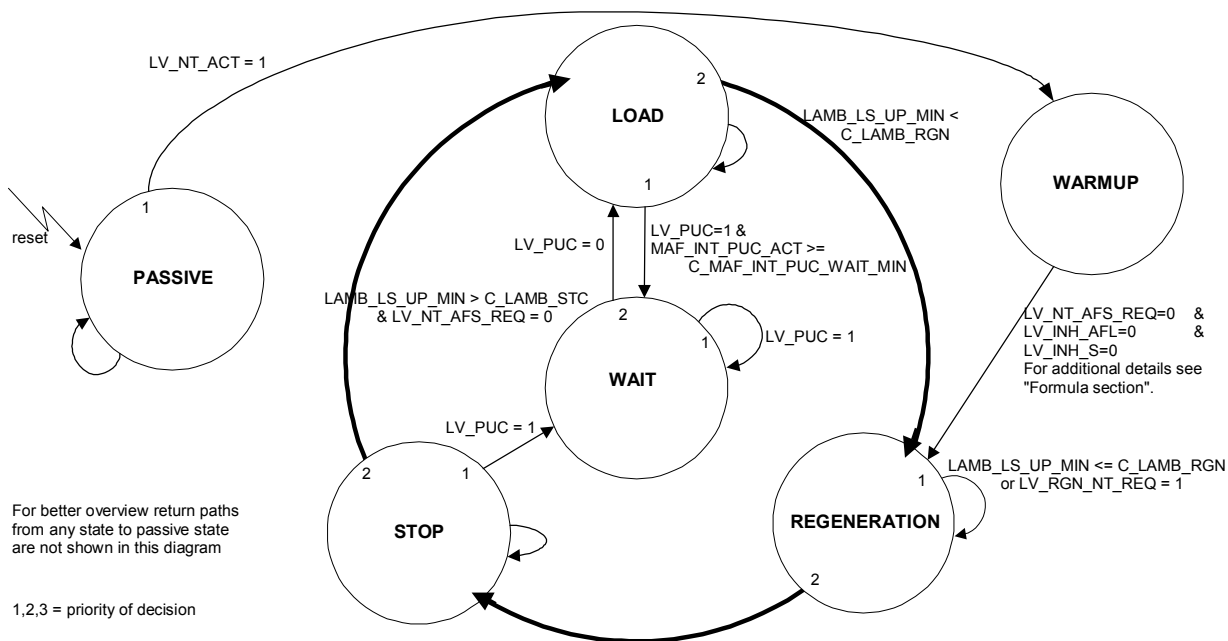 LV_NT_ACT = 1
2
LOAD
LAMB_LS_UP_MIN <
C_LAMB_RGN
1
WARMUP
1
reset
PASSIVE
LV_PUC = 0
LV_PUC=1 &
MAF_INT_PUC_ACT >=
C_MAF_INT_PUC_WAIT_MIN
LAMB_LS_UP_MIN > C_LAMB_STC
& LV_NT_AFS_REQ = 0
2
1
LV_PUC = 1
WAIT
LV_NT_AFS_REQ=0 &
LV_INH_AFL=0 &
LV_INH_S=0
For additional details see
"Formula section".
LV_PUC = 1
2
1
STOP
LAMB_LS_UP_MIN <= C_LAMB_RGN
or LV_RGN_NT_REQ = 1
1
REGENERATION
2
For better overview return paths
from any state to passive state
are not shown in this diagram
1,2,3 = priority of decision